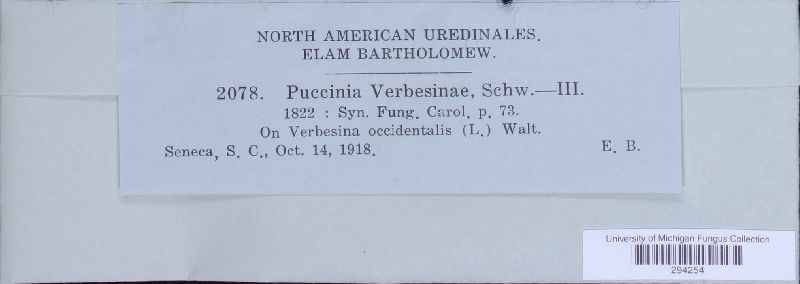 NORTH AMERICAN UREDINALES.
ELAM BARTHOLOMEW.
2078. Puccinia Verbesinae, Schw.—III.
1822 : Syn. Fung. Carol. p. 73.
On Verbesina occidentalis (L.) Walt.
Seneca, S. C., Oct. 14, 1918. E. B.
University of Michigan Fungus Collection
294254